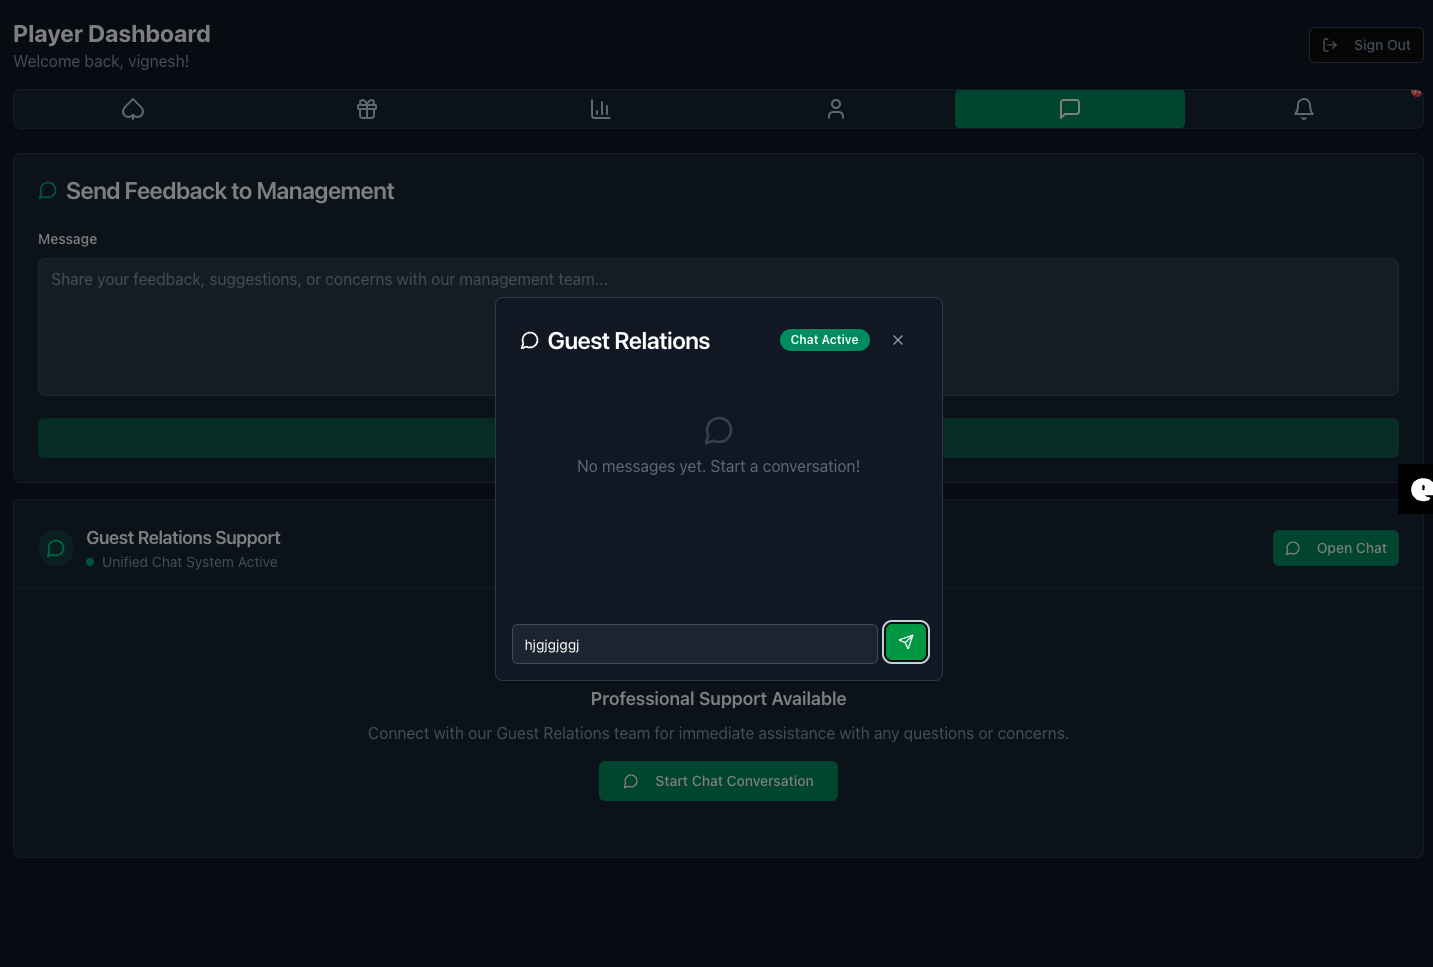 Player Dashboard
Welcome back, vignesh!
Sign Out
Send Feedback to Management
Message
Share your feedback, suggestions, or concerns with our management team...
Guest Relations
Chat Active
No messages yet. Start a conversation!
hjgjgjggj
Guest Relations Support
Unified Chat System Active
Open Chat
Professional Support Available
Connect with our Guest Relations team for immediate assistance with any questions or concerns.
Start Chat Conversation